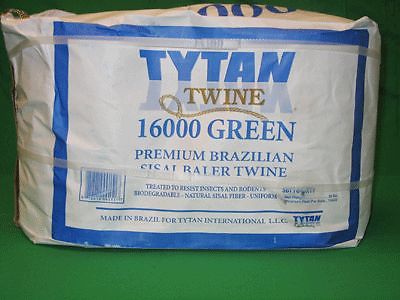 TYTAN
TWINE
16000 GREEN
PREMIUM BRAZILIAN
SISAL BALER TWINE
TREATED TO RESIST INSECTS AND RODENTS
BIODEGRADABLE - NATURAL SISAL FIBER - UNIFORM
MADE IN BRAZIL FOR TYTAN INTERNATIONAL L.L.C.
TYTAN